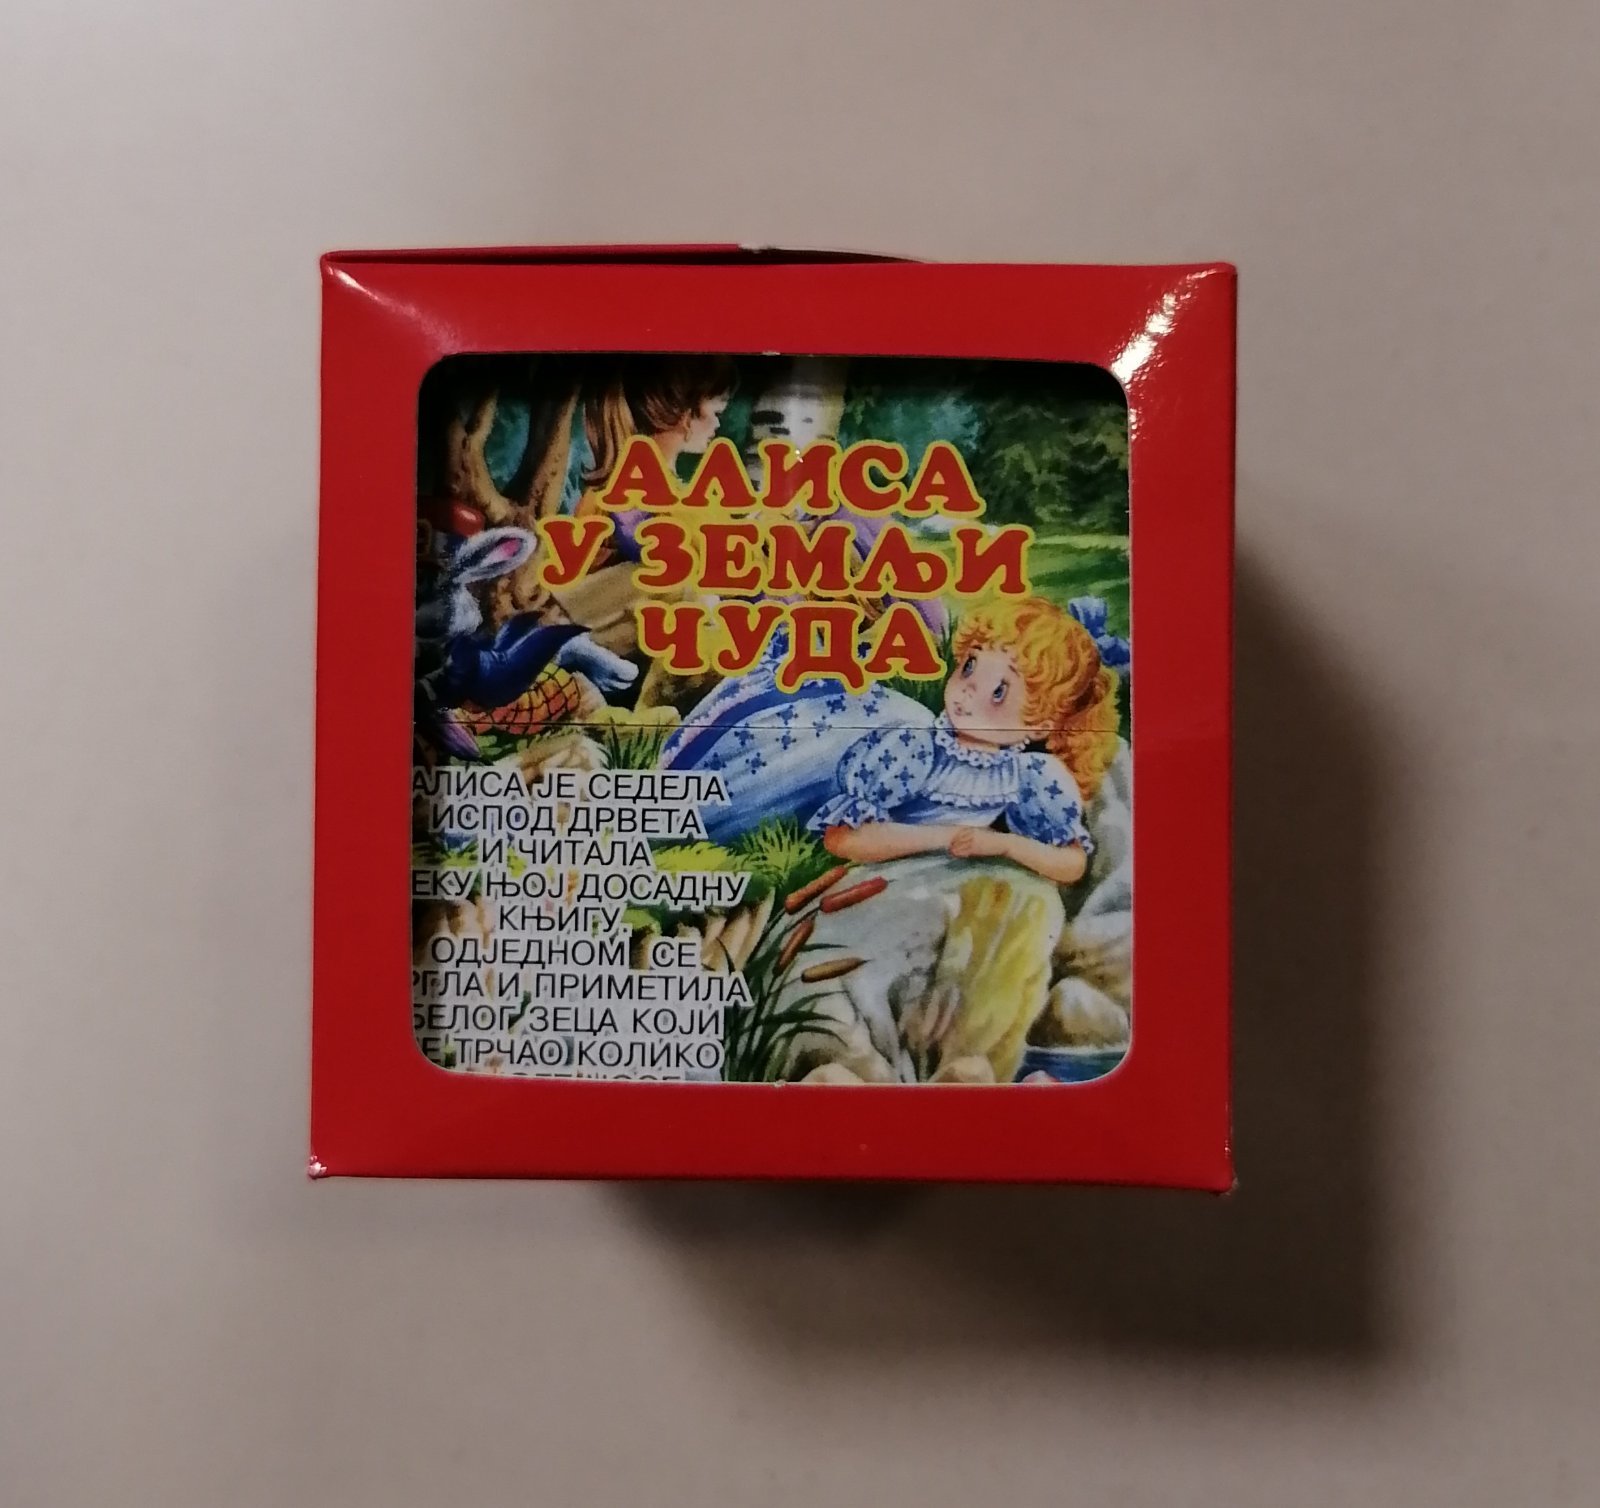 АЛИСА
У ЗЕМЉИ
ЧУДА
АЛИСА ЈЕ СЕДЕЛА
ИСПОД ДРВЕТА
И ЧИТАЛА
ЊОЈ ДОСАДНУ
КЊИГУ.
ОДЈЕДНОМ СЕ
И ПРИМЕТИЛА
БЕЛОГ ЗЕЦА КОЈИ
ТРЧАО КОЛИКО